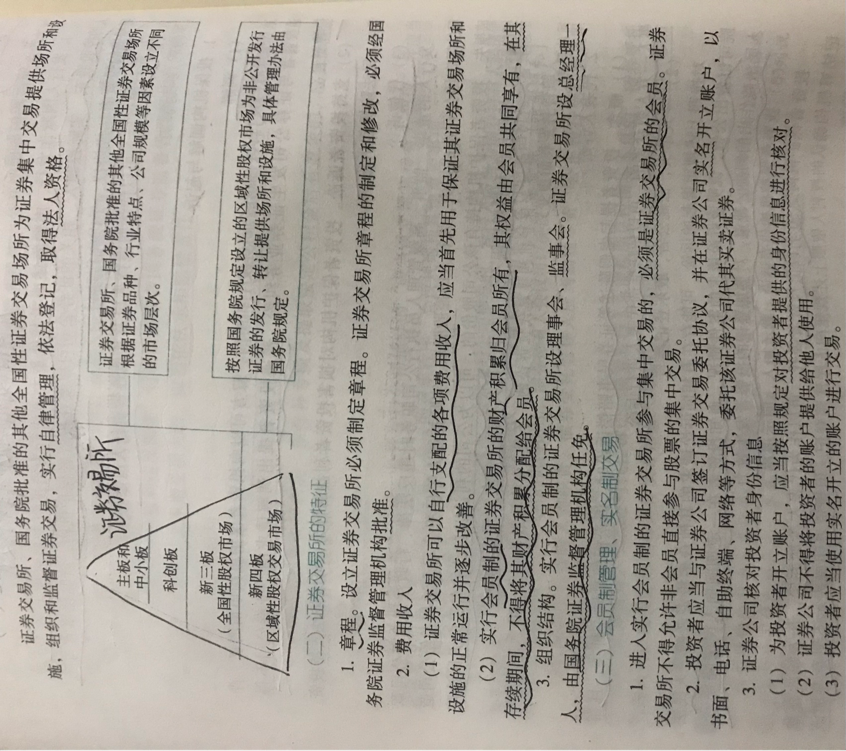 证券交易所、国务院批准的其他全国性证券交易场所为证券集中交易提供场所和设
施，组织和监督证券交易，实行自律管理，依法登记，取得法人资格。
证券交易所
主板和
中小板
科创板
新三板
（全国性股权市场）
新四板
（区域性股权交易市场）
证券交易所、国务院批准的其他全国性证券交易场所
根据证券品种、行业特点、公司规模等因素设立不同
的市场层次。
按照国务院规定设立的区域性股权市场为非公开发行
证券的发行、转让提供场所和设施，具体管理办法由
国务院规定。
（二）证券交易所的特征
1. 章程。设立证券交易所必须制定章程。证券交易所章程的制定和修改，必须经国
务院证券监督管理机构批准。
2. 费用收入
（1）证券交易所可以自行支配的各项费用收入，应当首先用于保证其证券交易场所和
设施的正常运行并逐步改善。
（2）实行会员制的证券交易所的财产积累归会员所有，其权益由会员共同享有，在其
存续期间，不得将其财产积累分配给会员。
3. 组织结构。实行会员制的证券交易所设理事会、监事会。证券交易所设总经理一
人，由国务院证券监督管理机构任免。
（三）会员制管理、实名制交易
1. 进入实行会员制的证券交易所参与集中交易的，必须是证券交易所的会员。证券
交易所不得允许非会员直接参与股票的集中交易。
2. 投资者应当与证券公司签订证券交易委托协议，并在证券公司实名开立账户，以
书面、电话、自助终端、网络等方式，委托该证券公司代其买卖证券。
3. 证券公司核对投资者身份信息
（1）为投资者开立账户，应当按照规定对投资者提供的身份信息进行核对。
（2）证券公司不得将投资者的账户提供给他人使用。
（3）投资者应当使用实名开立的账户进行交易。